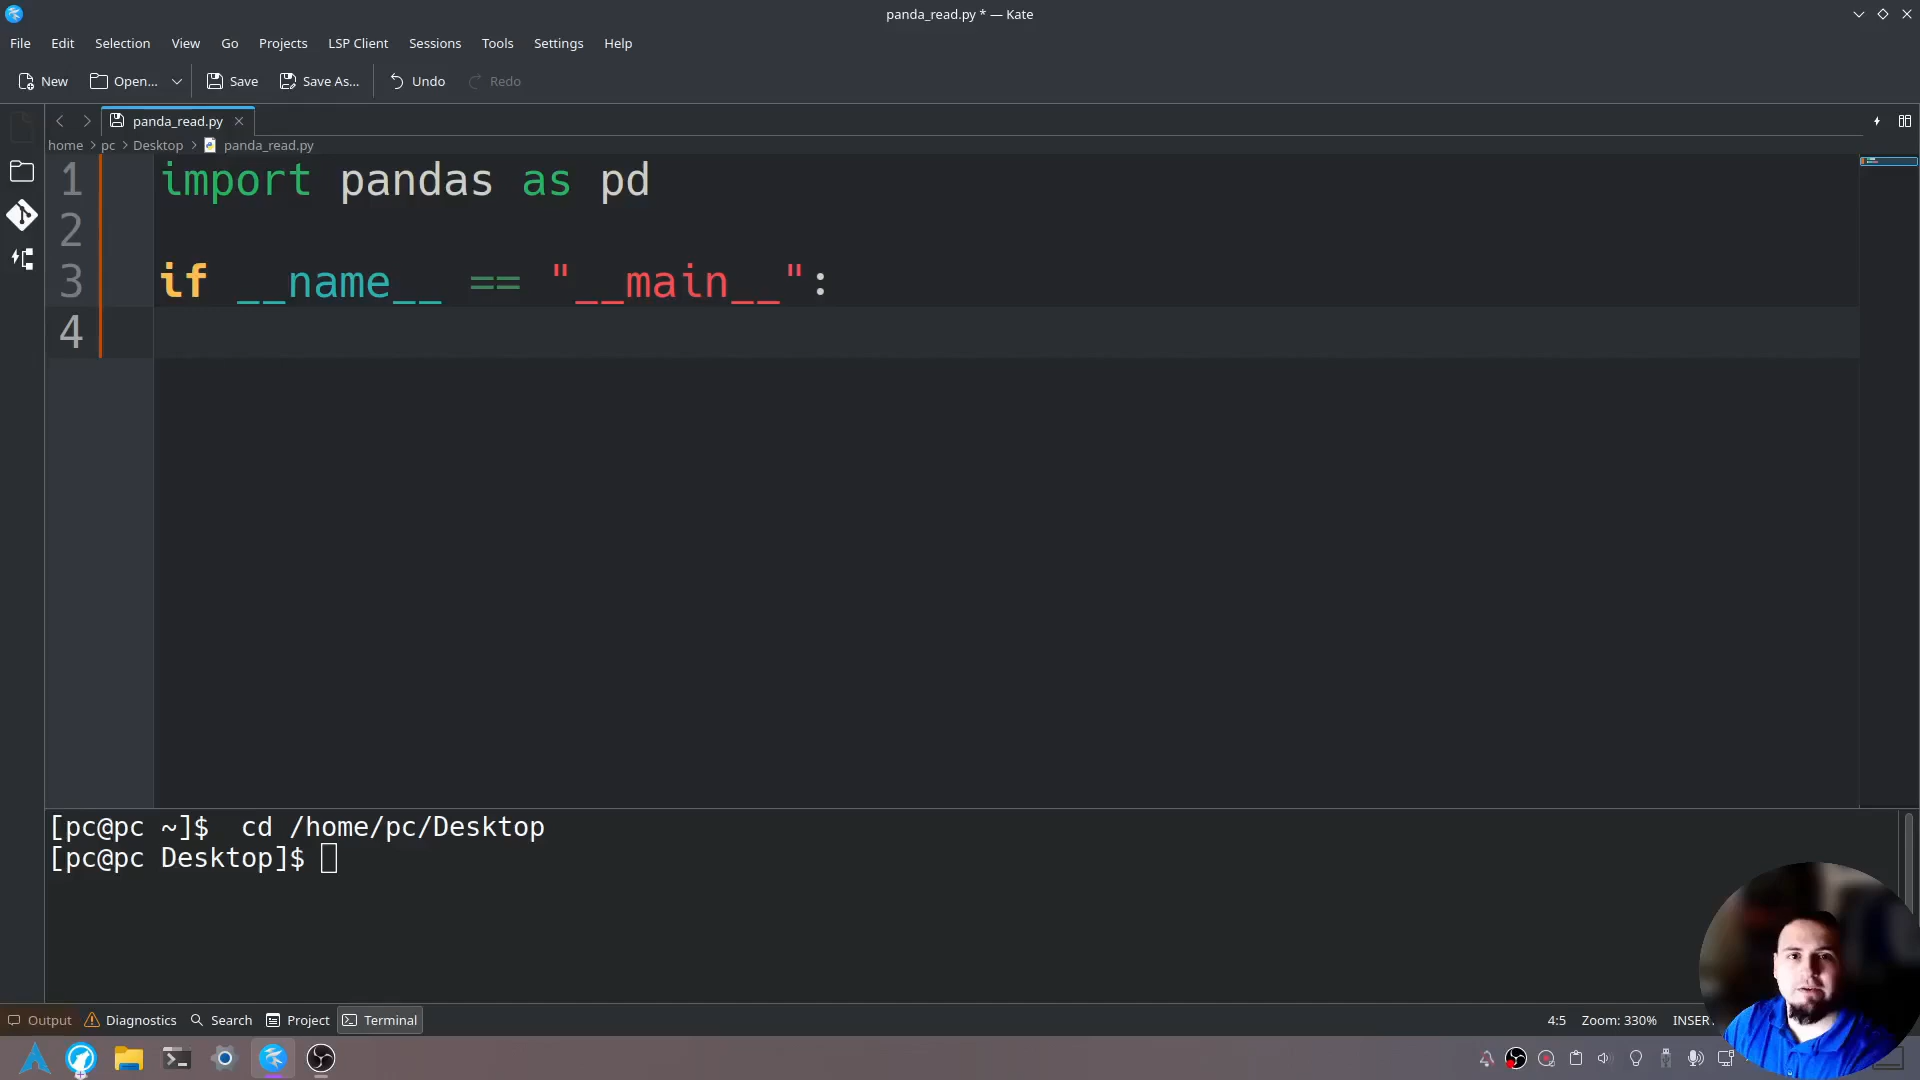 panda_read.py * — Kate
File Edit Selection View Go Projects LSP Client Sessions Tools Settings Help
New Open... Save Save As... Undo Redo
panda_read.py
home > pc > Desktop > panda_read.py
1 import pandas as pd
2
3 if __name__ == "__main__":
4
[pc@pc ~]$  cd /home/pc/Desktop
[pc@pc Desktop]$
Output Diagnostics Search Project Terminal 4:5 Zoom: 330% INSER